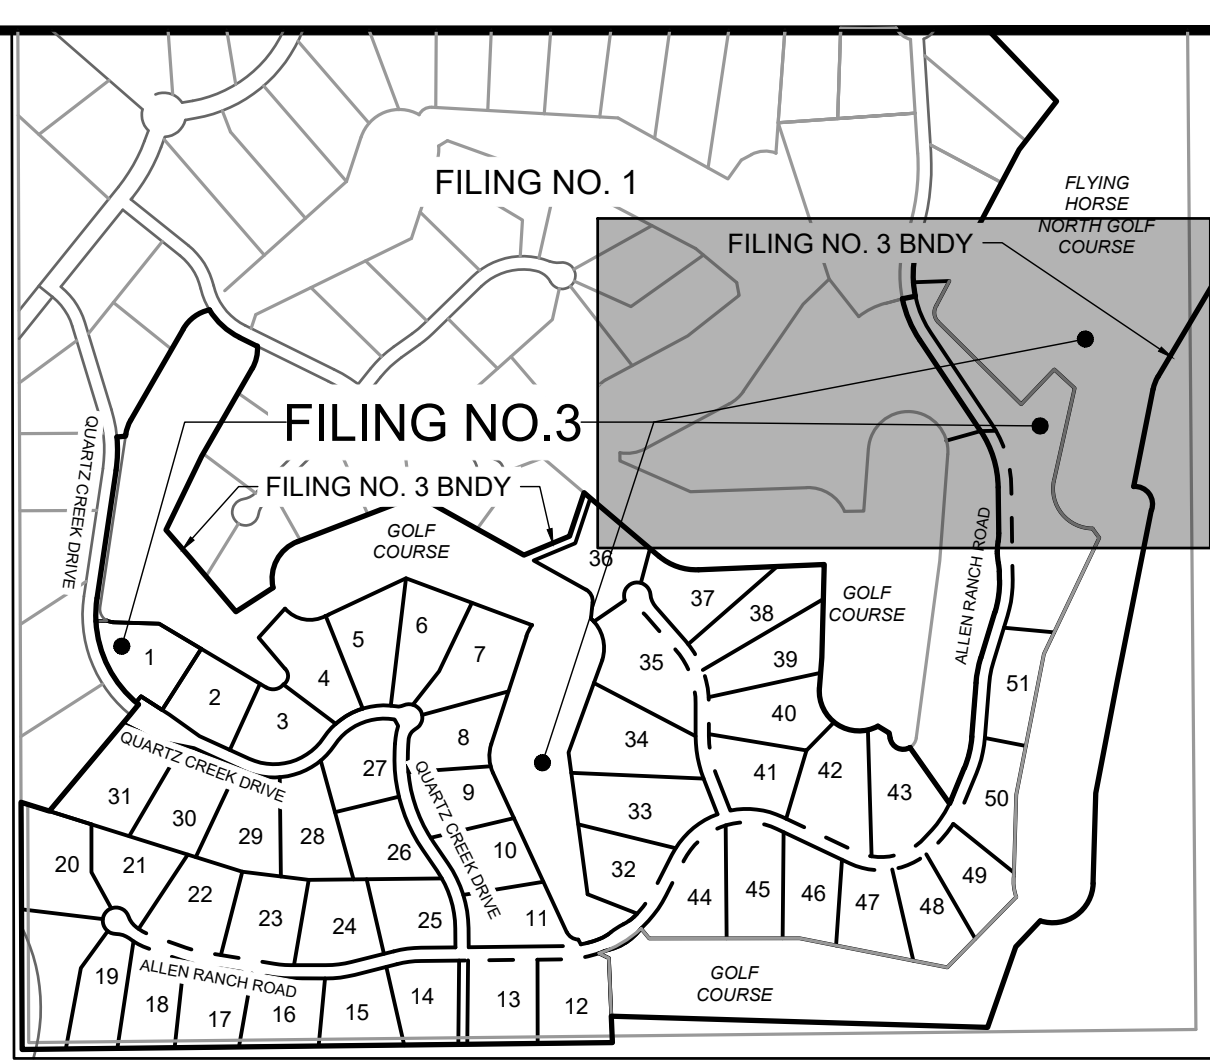 FILING NO. 1
FLYING
HORSE
NORTH GOLF
COURSE
FILING NO. 3 BNDY
FILING NO.3
FILING NO. 3 BNDY
QUARTZ CREEK DRIVE
GOLF
COURSE
36
ALLEN RANCH ROAD
37
38
GOLF
COURSE
1
2
3
4
5
6
7
35
39
51
40
8
34
QUARTZ CREEK DRIVE
27
QUARTZ CREEK DRIVE
9
41
42
43
50
31
30
29
28
26
10
33
32
20
21
22
23
24
25
11
44
45
46
47
48
49
19
ALLEN RANCH ROAD
18
17
16
15
14
13
12
GOLF
COURSE